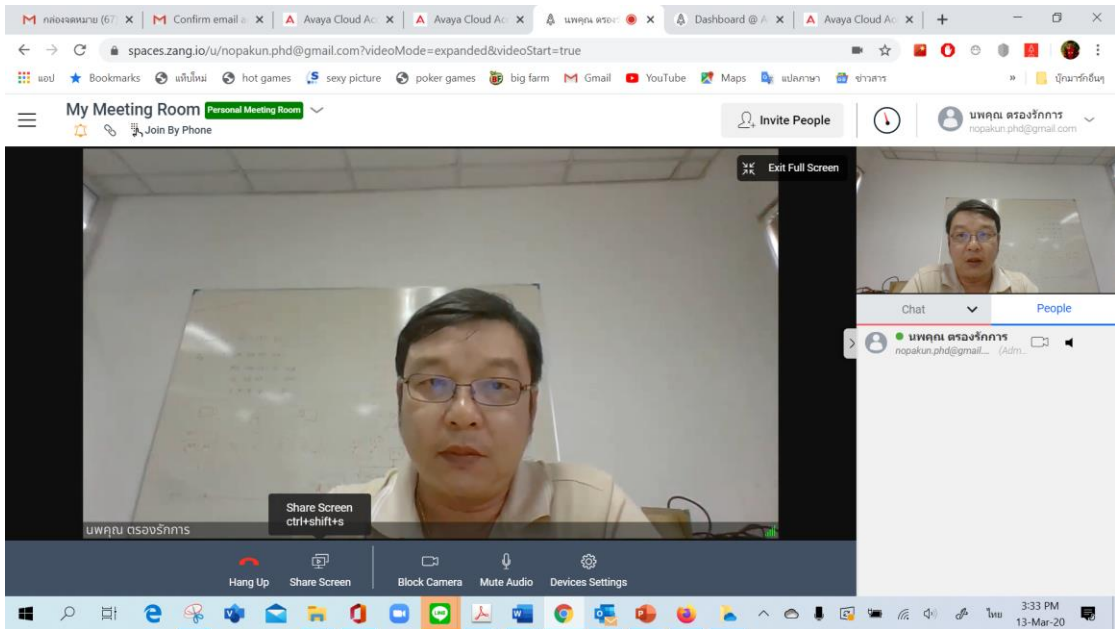 กล่องจดหมาย (67)
Confirm email a
Avaya Cloud Ac
Avaya Cloud Ac
นพคุณ ตรอง
Dashboard @ A
Avaya Cloud Ac
spaces.zang.io/u/nopakun.phd@gmail.com?videoMode=expanded&videoStart=true
แอป
Bookmarks
แท็บใหม่
hot games
sexy picture
poker games
big farm
Gmail
YouTube
Maps
แปลภาษา
ข่าวสาร
»
บุ๊กมาร์กอื่นๆ
My Meeting Room Personal Meeting Room
Join By Phone
Invite People
นพคุณ ตรองรักการ
nopakun.phd@gmail.com
Exit Full Screen
Chat
People
นพคุณ ตรองรักการ
nopakun.phd@gmail.... (Adm...
Share Screen
ctrl+shift+s
นพคุณ ตรองรักการ
Hang Up
Share Screen
Block Camera
Mute Audio
Devices Settings
ไทย
3:33 PM
13-Mar-20